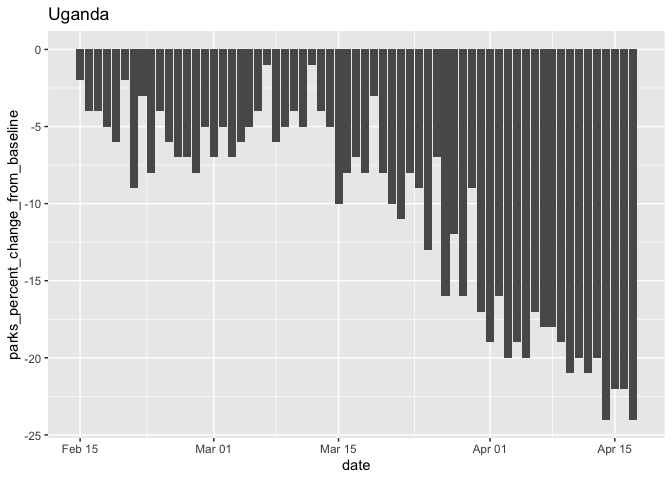 Uganda
parks_percent_change_from_baseline
0
-5
-10
-15
-20
-25
Feb 15 Mar 01 Mar 15 Apr 01 Apr 15
date